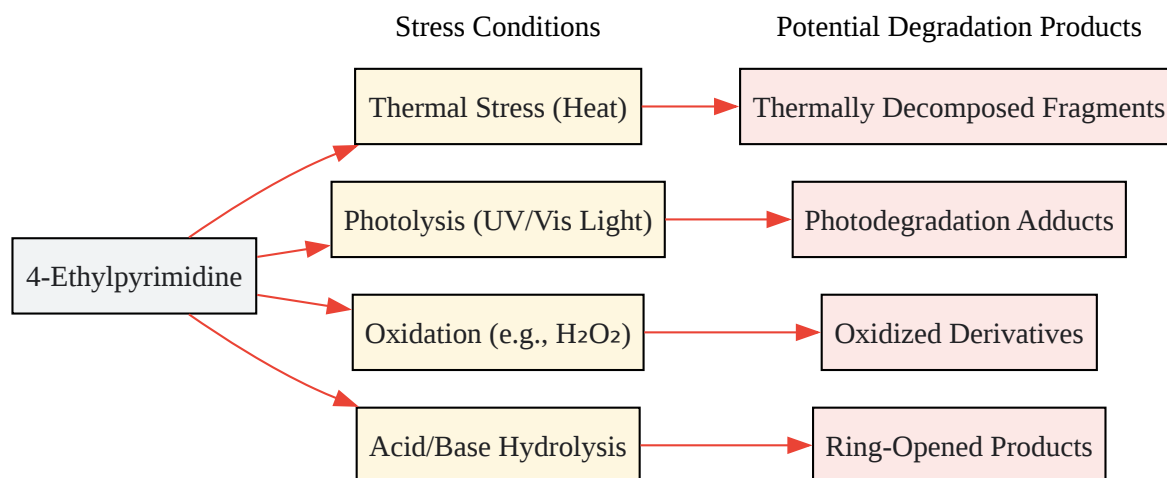 Stress Conditions
Potential Degradation Products
Thermal Stress (Heat)
Thermally Decomposed Fragments
Photolysis (UV/Vis Light)
Photodegradation Adducts
4-Ethylpyrimidine
Oxidation (e.g., H₂O₂)
Oxidized Derivatives
Acid/Base Hydrolysis
Ring-Opened Products